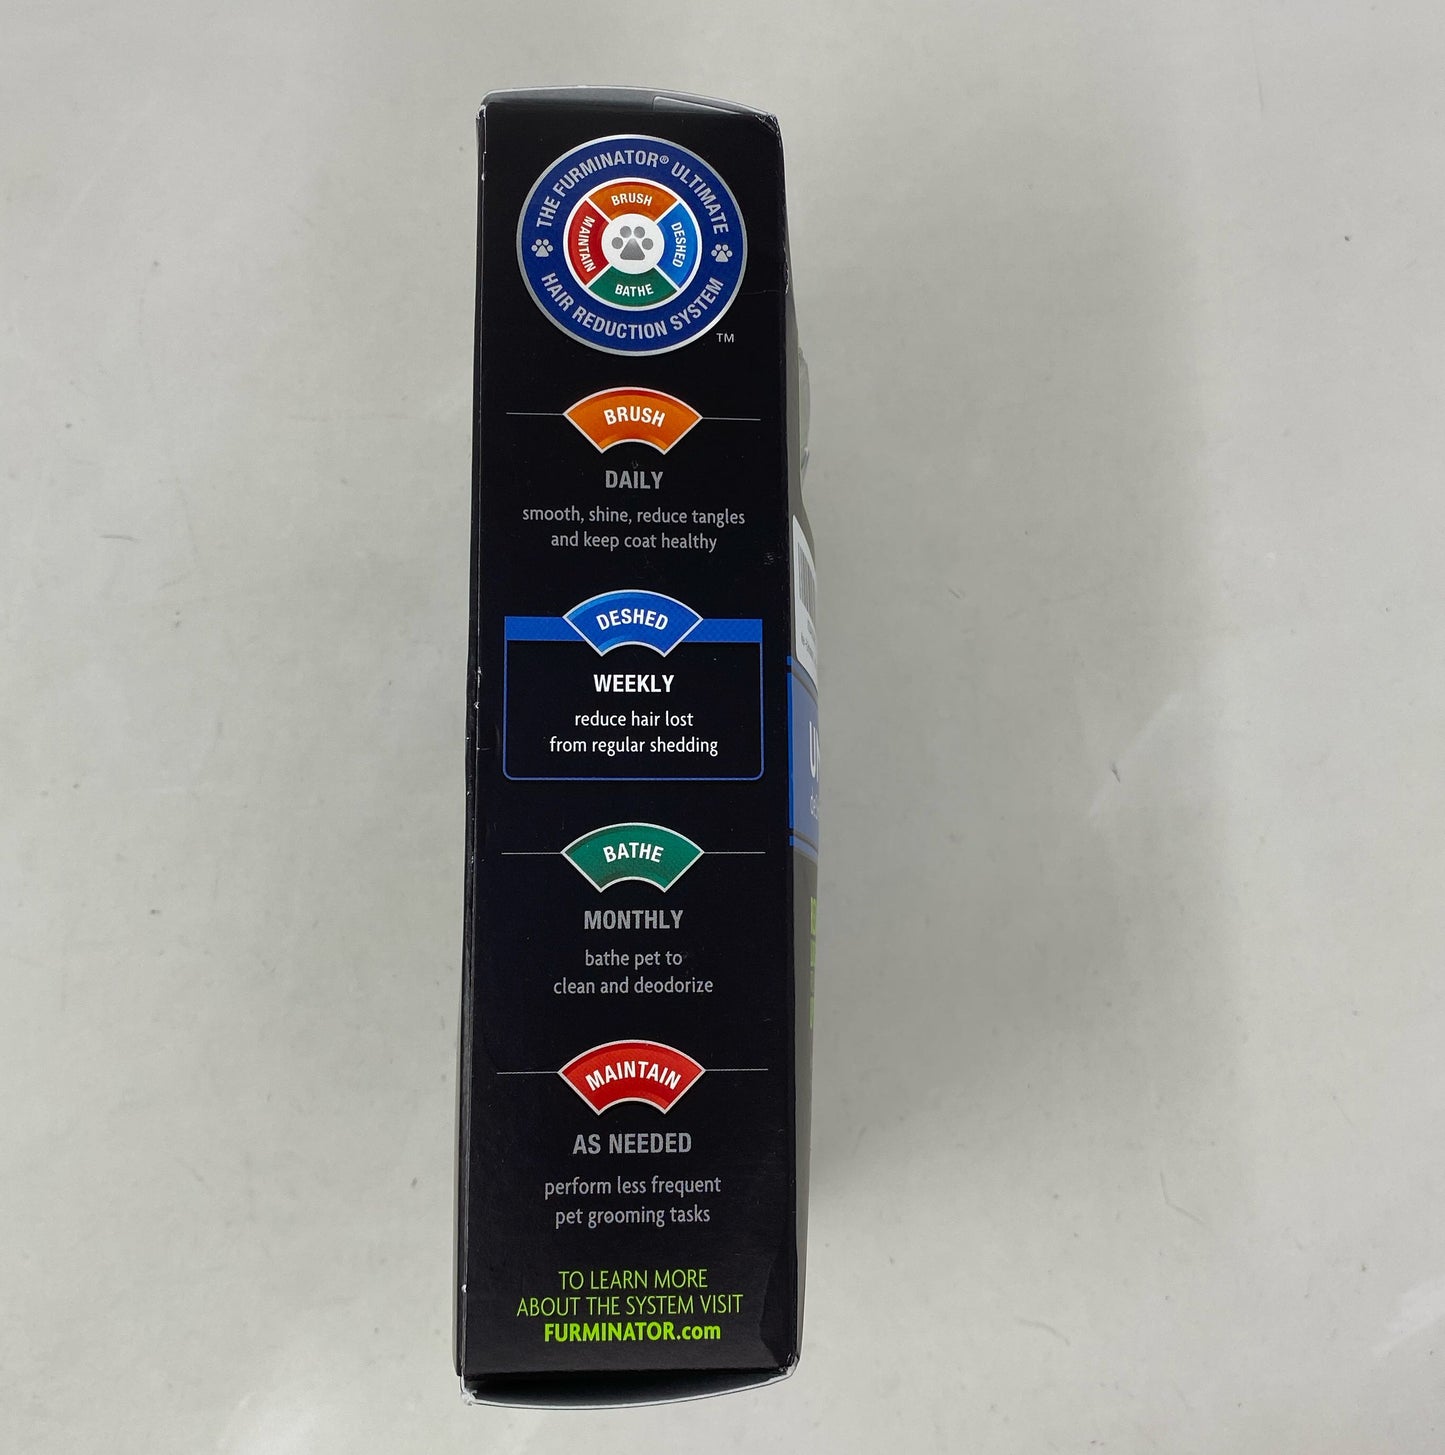 THE FURMINATOR® ULTIMATE
HAIR REDUCTION SYSTEM
BRUSH
DESHED
BATHE
MAINTAIN
TM
BRUSH
DAILY
smooth, shine, reduce tangles
and keep coat healthy
DESHED
WEEKLY
reduce hair lost
from regular shedding
BATHE
MONTHLY
bathe pet to
clean and deodorize
MAINTAIN
AS NEEDED
perform less frequent
pet grooming tasks
TO LEARN MORE
ABOUT THE SYSTEM VISIT
FURMINATOR.com